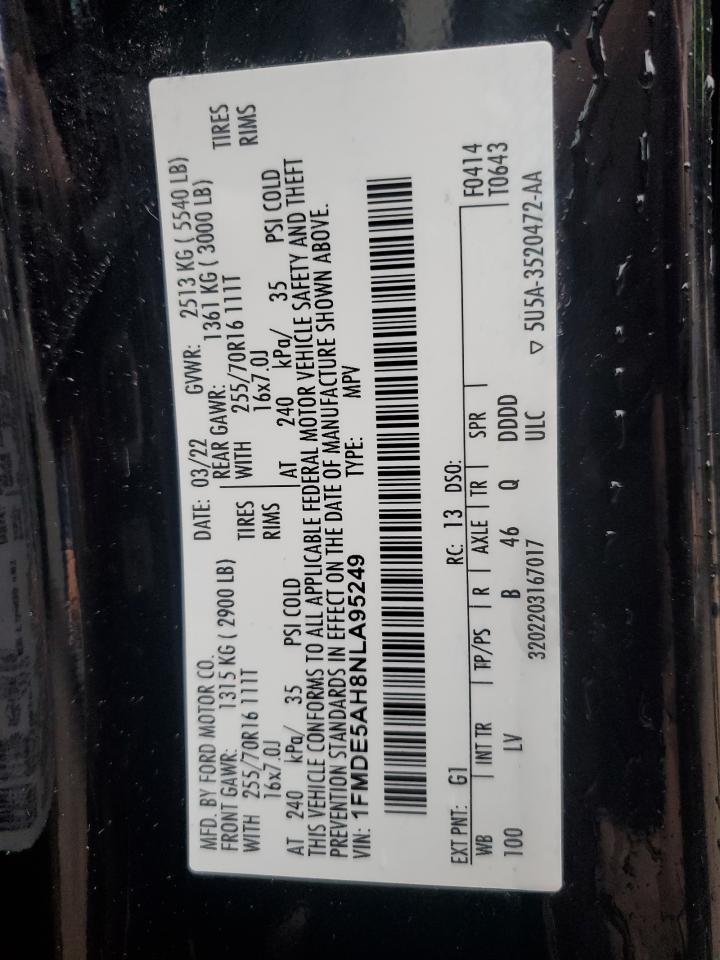 MFD. BY FORD MOTOR CO. DATE: 03/22 GVWR: 2513 KG ( 5540 LB)
FRONT GAWR: 1315 KG ( 2900 LB) REAR GAWR: 1361 KG ( 3000 LB)
WITH 255/70R16 111T TIRES WITH 255/70R16 111T TIRES
16x7.0J RIMS 16x7.0J RIMS
AT 240 kPa/ 35 PSI COLD AT 240 kPa/ 35 PSI COLD
THIS VEHICLE CONFORMS TO ALL APPLICABLE FEDERAL MOTOR VEHICLE SAFETY AND THEFT
PREVENTION STANDARDS IN EFFECT ON THE DATE OF MANUFACTURE SHOWN ABOVE.
VIN: 1FMDE5AH8NLA95249 TYPE: MPV
EXT PNT: G1 RC: 13 DSO: F0414
WB INT TR TP/PS R AXLE TR SPR T0643
100 LV B 46 Q DDDD
3202203167017 ULC ▽ 5U5A-3520472-AA